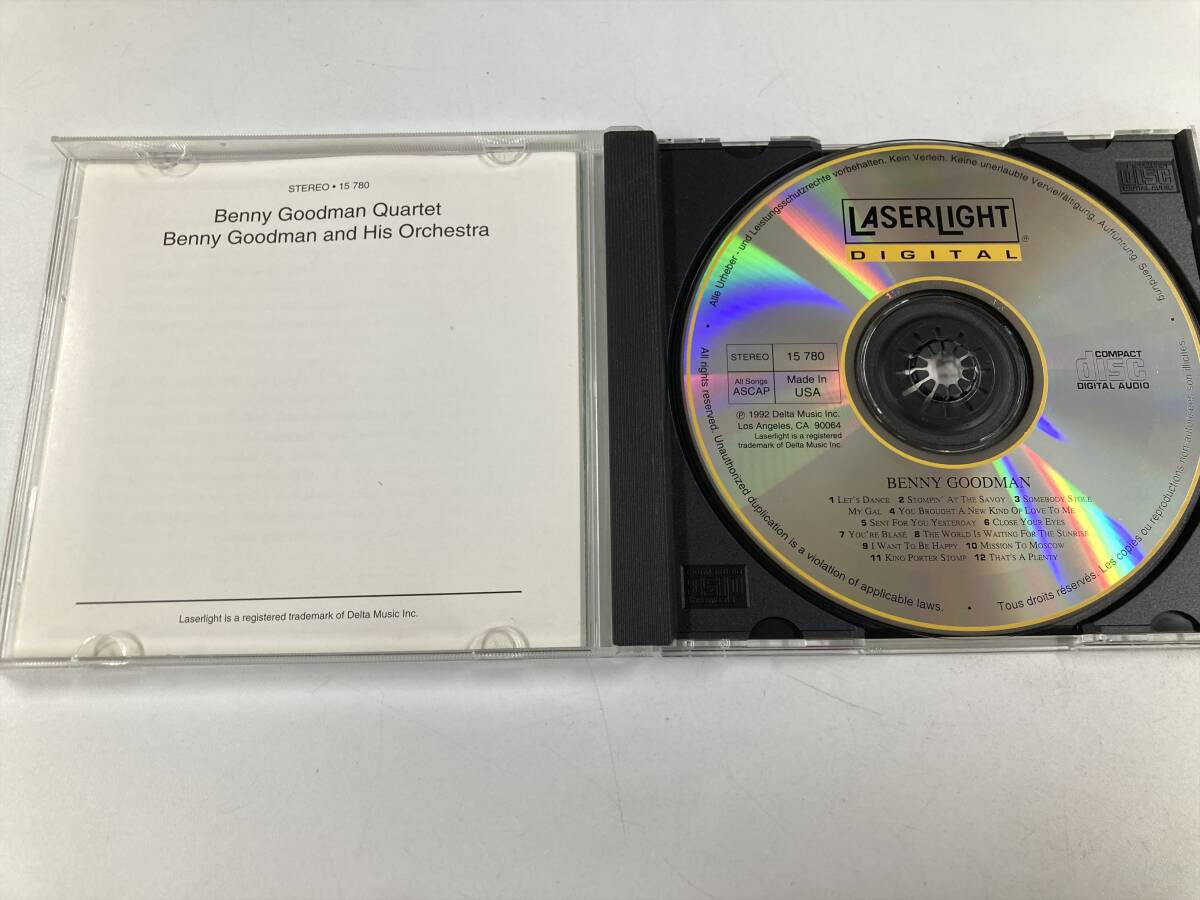 STEREO • 15 780
Benny Goodman Quartet
Benny Goodman and His Orchestra
Laserlight is a registered trademark of Delta Music Inc.
LASERLIGHT
®
DIGITAL
Alle Urheber - und Leistungsschutzrechte vorbehalten. Kein Verleih. Keine unerlaubte Vervielfältigung, Aufführung, Sendung.
STEREO 15 780
All Songs ASCAP Made In USA
℗ 1992 Delta Music Inc.
Los Angeles, CA 90064
Laserlight is a registered
trademark of Delta Music Inc.
COMPACT
disc
DIGITAL AUDIO
BENNY GOODMAN
1 LET'S DANCE 2 STOMPIN' AT THE SAVOY 3 SOMEBODY STOLE
MY GAL 4 YOU BROUGHT A NEW KIND OF LOVE TO ME
5 SENT FOR YOU YESTERDAY 6 CLOSE YOUR EYES
7 YOU'RE BLASÉ 8 THE WORLD IS WAITING FOR THE SUNRISE
9 I WANT TO BE HAPPY 10 MISSION TO MOSCOW
11 KING PORTER STOMP 12 THAT'S A PLENTY
• All rights reserved. Unauthorized duplication is a violation of applicable laws. •
Tous droits réservés. Les copies ou reproductions non autorisées son illicites.
disc
DIGITAL AUDIO
disc